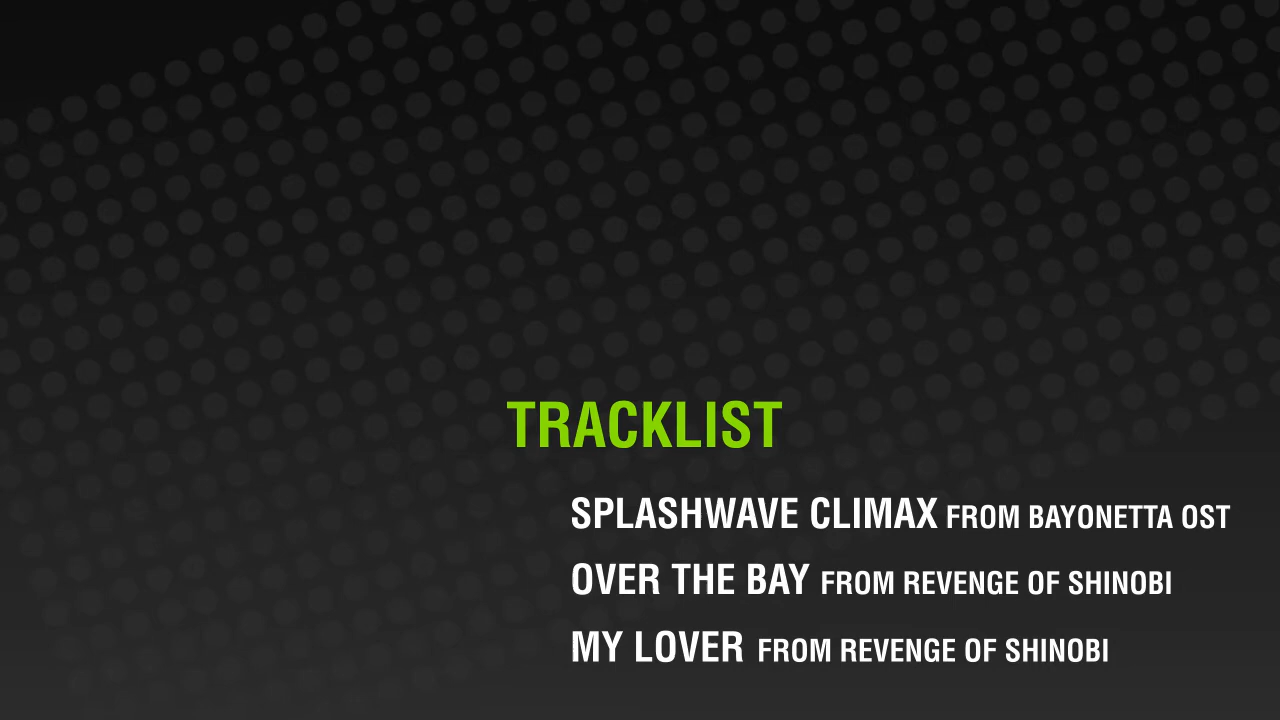 TRACKLIST
SPLASHWAVE CLIMAX FROM BAYONETTA OST
OVER THE BAY FROM REVENGE OF SHINOBI
MY LOVER FROM REVENGE OF SHINOBI